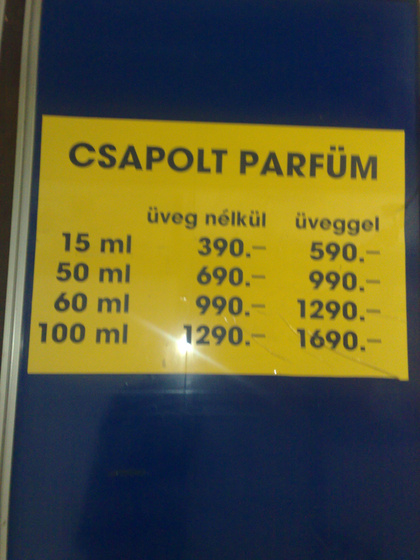 CSAPOLT PARFÜM
üveg nélkül üveggel
15 ml 390.– 590.–
50 ml 690.– 990.–
60 ml 990.– 1290.–
100 ml 1290.– 1690.–